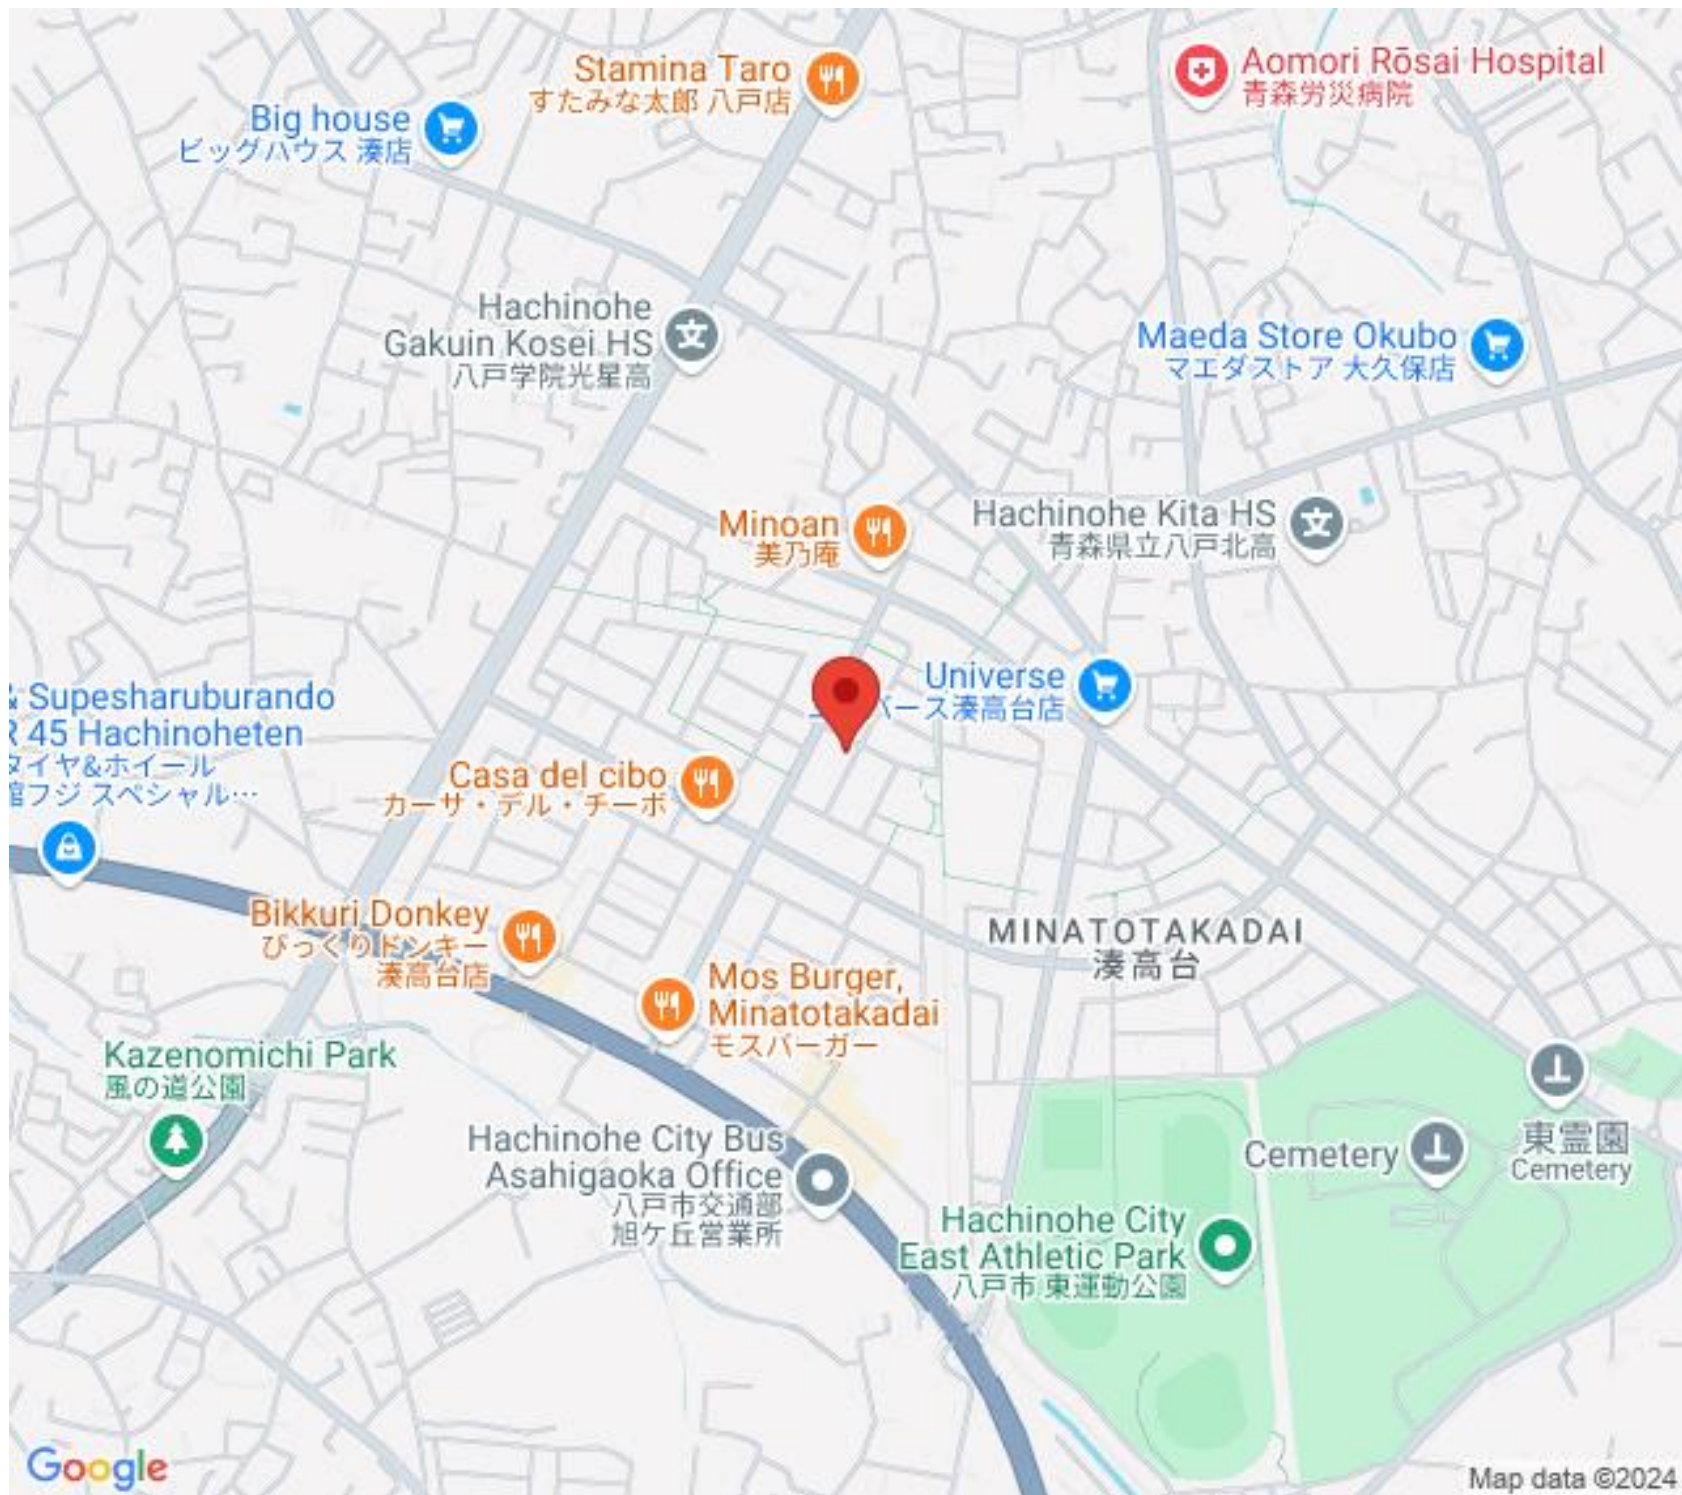 Stamina Taro
すたみな太郎 八戸店
Aomori Rōsai Hospital
青森労災病院
Big house
ビッグハウス 湊店
Hachinohe
Gakuin Kosei HS
八戸学院光星高
Maeda Store Okubo
マエダストア 大久保店
Minoan
美乃庵
Hachinohe Kita HS
青森県立八戸北高
Universe
バース湊高台店
& Supesharuburando
R 45 Hachinoheten
タイヤ&ホイール
館フジ スペシャル…
Casa del cibo
カーサ・デル・チーボ
Bikkuri Donkey
びっくりドンキー
湊高台店
MINATOTAKADAI
湊高台
Mos Burger,
Minatotakadai
モスバーガー
Kazenomichi Park
風の道公園
Hachinohe City Bus
Asahigaoka Office
八戸市交通部
旭ケ丘営業所
Cemetery
東霊園
Cemetery
Hachinohe City
East Athletic Park
八戸市 東運動公園
Google
Map data ©2024